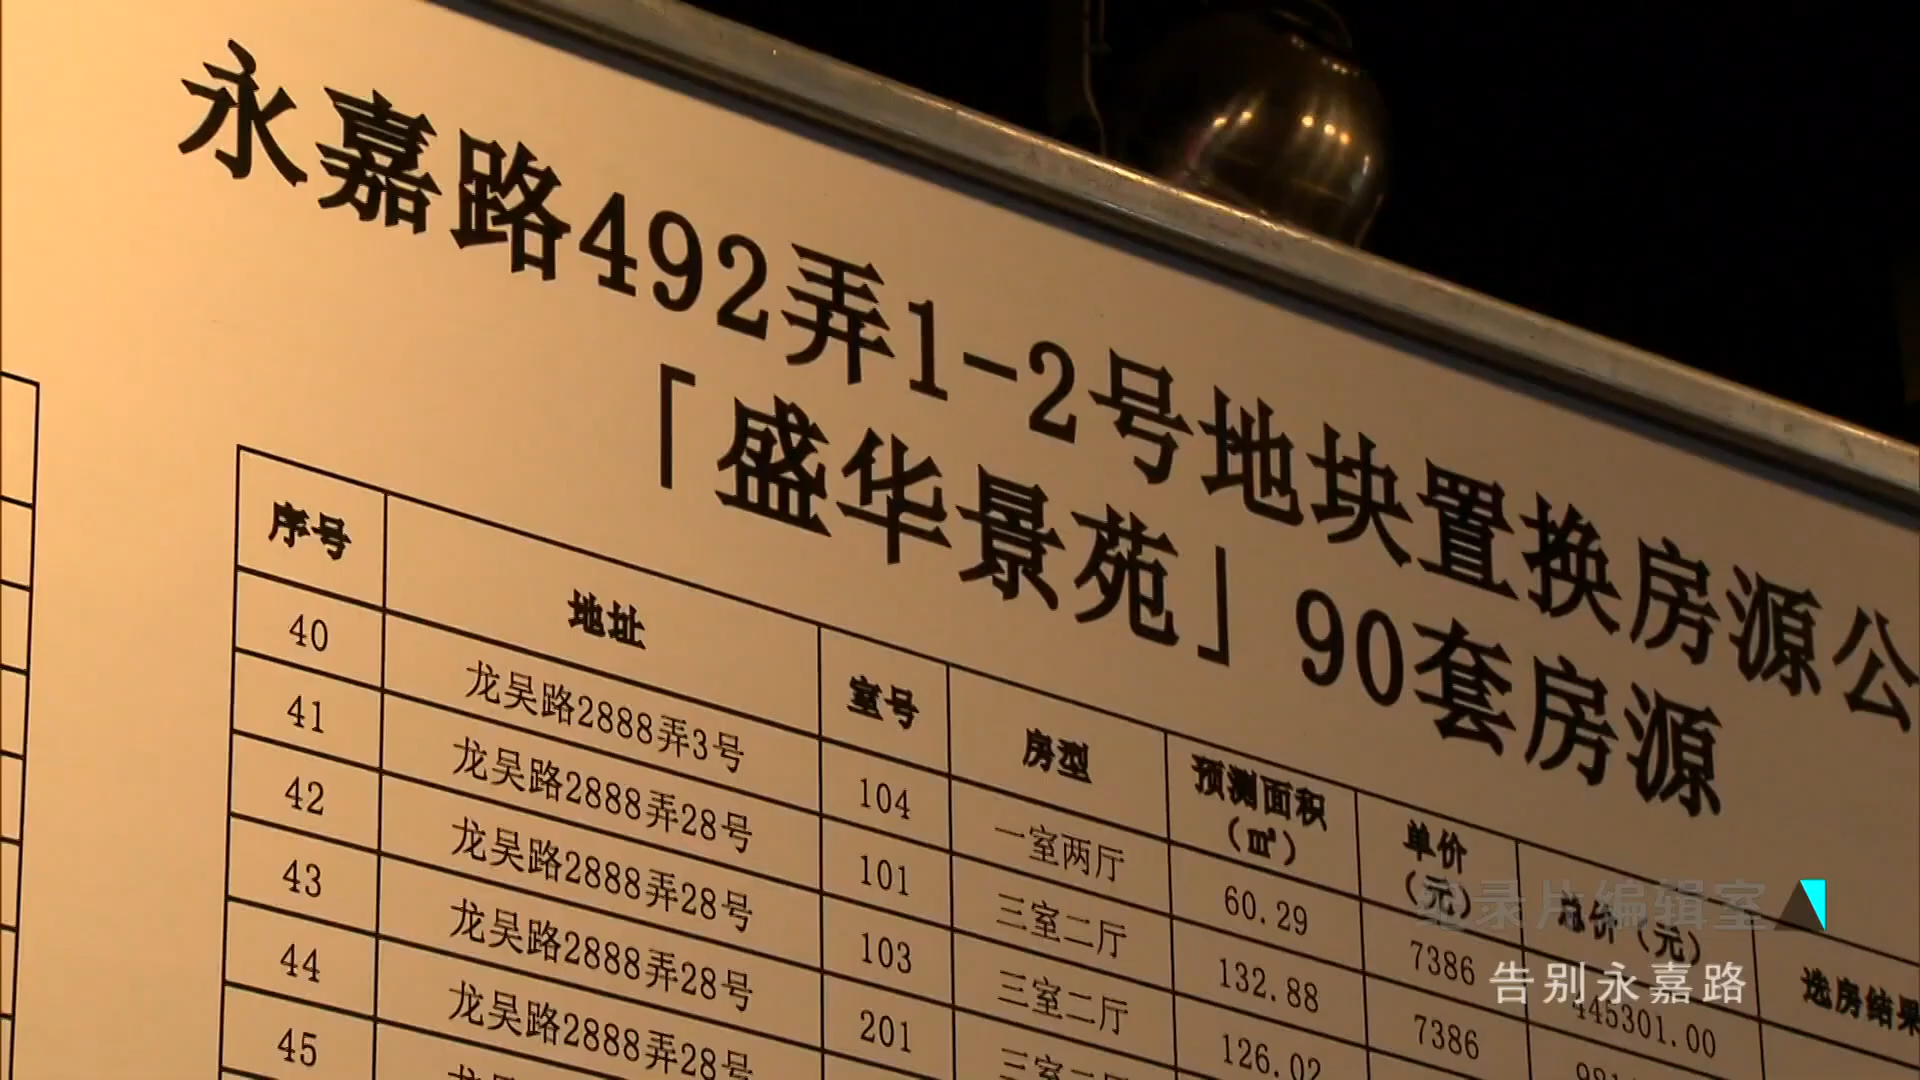 永嘉路492弄1-2号地块置换房源公
「盛华景苑」90套房源
序号 地址 室号 房型 预测面积(㎡) 单价(元) 总价(元) 选房结果
40 龙吴路2888弄3号 104 一室两厅 60.29 7386 445301.00
41 龙吴路2888弄28号 101 三室二厅 132.88 7386
42 龙吴路2888弄28号 103 三室二厅 126.02
43 龙吴路2888弄28号 201
44 龙吴路2888弄28号
45
纪录片编辑室
告别永嘉路